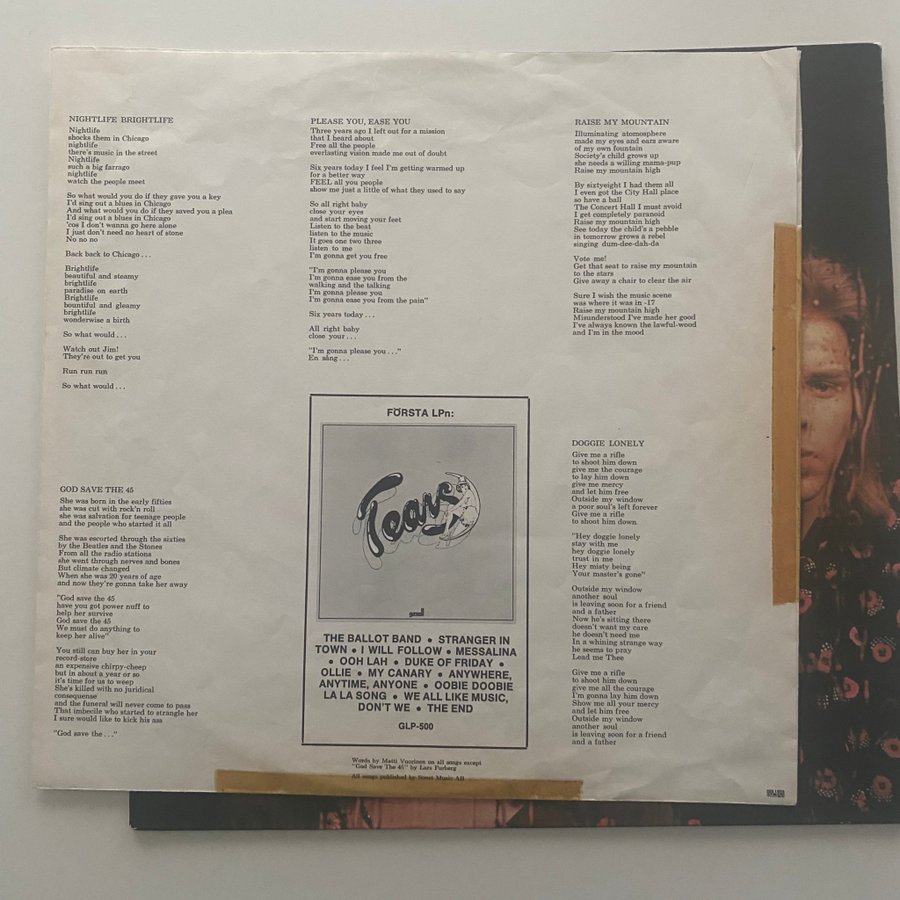 NIGHTLIFE BRIGHTLIFE
Nightlife
shocks them in Chicago
nightlife
there's music in the street
Nightlife
such a big farrago
nightlife
watch the people meet
So what would you do if they gave you a key
I'd sing out a blues in Chicago
And what would you do if they saved you a plea
I'd sing out a blues in Chicago
'cos I don't wanna go here alone
I just don't need no heart of stone
No no no
Back back to Chicago...
Brightlife
beautiful and steamy
brightlife
paradise on earth
Brightlife
bountiful and gleamy
brightlife
wonderwise a birth
So what would...
Watch out Jim!
They're out to get you
Run run run
So what would...
GOD SAVE THE 45
She was born in the early fifties
she was cut with rock'n roll
she was salvation for teenage people
and the people who started it all
She was escorted through the sixties
by the Beatles and the Stones
From all the radio stations
she went through nerves and bones
But climate changed
When she was 20 years of age
and now they're gonna take her away
"God save the 45
have you got power nuff to
help her survive
God save the 45
We must do anything to
keep her alive"
You still can buy her in your
record-store
an expensive chirpy-cheep
but in about a year or so
it's time for us to weep
She's killed with no juridical
consequense
and the funeral will never come to pass
That imbecile who started to strangle her
I sure would like to kick his ass
"God save the..."
PLEASE YOU, EASE YOU
Three years ago I left out for a mission
that I heard about
Free all the people
everlasting vision made me out of doubt
Six years today I feel I'm getting warmed up
for a better way
FEEL all you people
show me just a little of what they used to say
So all right baby
close your eyes
and start moving your feet
Listen to the beat
listen to the music
It goes one two three
listen to me
I'm gonna get you free
"I'm gonna please you
I'm gonna ease you from the
walking and the talking
I'm gonna please you
I'm gonna ease you from the pain"
Six years today...
All right baby
close your...
"I'm gonna please you..."
En sång...
FÖRSTA LPn:
Tears
THE BALLOT BAND • STRANGER IN
TOWN • I WILL FOLLOW • MESSALINA
• OOH LAH • DUKE OF FRIDAY •
OLLIE • MY CANARY • ANYWHERE,
ANYTIME, ANYONE • OOBIE DOOBIE
LA LA SONG • WE ALL LIKE MUSIC,
DON'T WE • THE END
GLP-500
Words by Matti Vuorinen on all songs except
"God Save The 45" by Lars Forberg
All songs published by Sonet Music AB
RAISE MY MOUNTAIN
Illuminating atomosphere
made my eyes and ears aware
of my own fountain
Society's child grows up
she needs a willing mama-pup
Raise my mountain high
By sixtyeight I had them all
I even got the City Hall place
so have a ball
The Concert Hall I must avoid
I get completely paranoid
Raise my mountain high
See today the child's a pebble
in tomorrow grows a rebel
singing dum-dee-dah-da
Vote me!
Get that seat to raise my mountain
to the stars
Give away a chair to clear the air
Sure I wish the music scene
was where it was in -17
Raise my mountain high
Misunderstood I've made her good
I've always known the lawful-wood
and I'm in the mood
DOGGIE LONELY
Give me a rifle
to shoot him down
give me the courage
to lay him down
give me mercy
and let him free
Outside my window
a poor soul's left forever
Give me a rifle
to shoot him down
"Hey doggie lonely
stay with me
hey doggie lonely
trust in me
Hey misty being
Your master's gone"
Outside my window
another soul
is leaving soon for a friend
and a father
Now he's sitting there
doesn't want my care
he doesn't need me
In a whining strange way
he seems to pray
Lead me Thee
Give me a rifle
to shoot him down
give me all the courage
I'm gonna lay him down
Show me all your mercy
and let him free
Outside my window
another soul
is leaving soon for a friend
and a father